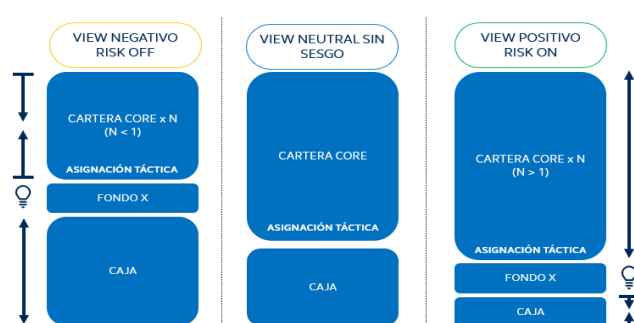 VIEW NEGATIVO
RISK OFF
CARTERA CORE x N
(N < 1)
ASIGNACIÓN TÁCTICA
FONDO X
CAJA
VIEW NEUTRAL SIN
SESGO
CARTERA CORE
ASIGNACIÓN TÁCTICA
CAJA
VIEW POSITIVO
RISK ON
CARTERA CORE x N
(N > 1)
ASIGNACIÓN TÁCTICA
FONDO X
CAJA